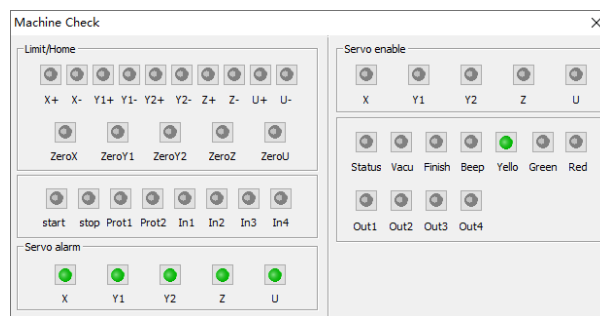 Machine Check
Limit/Home
X+ X- Y1+ Y1- Y2+ Y2- Z+ Z- U+ U-
ZeroX ZeroY1 ZeroY2 ZeroZ ZeroU
start stop Prot1 Prot2 In1 In2 In3 In4
Servo alarm
X Y1 Y2 Z U
Servo enable
X Y1 Y2 Z U
Status Vacu Finish Beep Yello Green Red
Out1 Out2 Out3 Out4